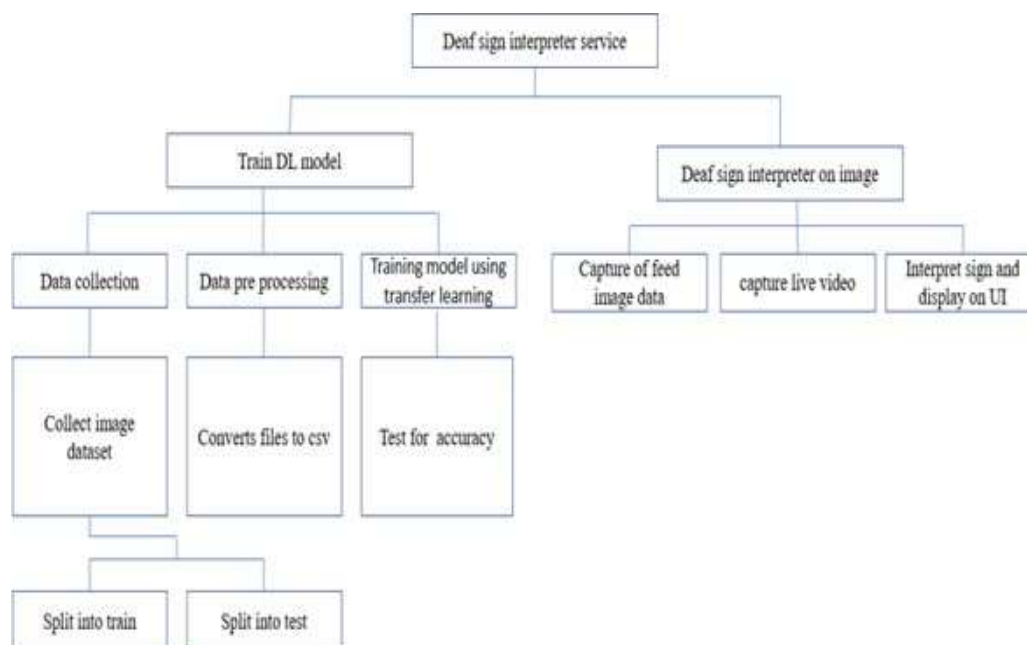 Deaf sign interpreter service
Train DL model
Deaf sign interpreter on image
Data collection
Data pre processing
Training model using
transfer learning
Capture of feed
image data
capture live video
Interpret sign and
display on UI
Collect image
dataset
Converts files to csv
Test for accuracy
Split into train
Split into test